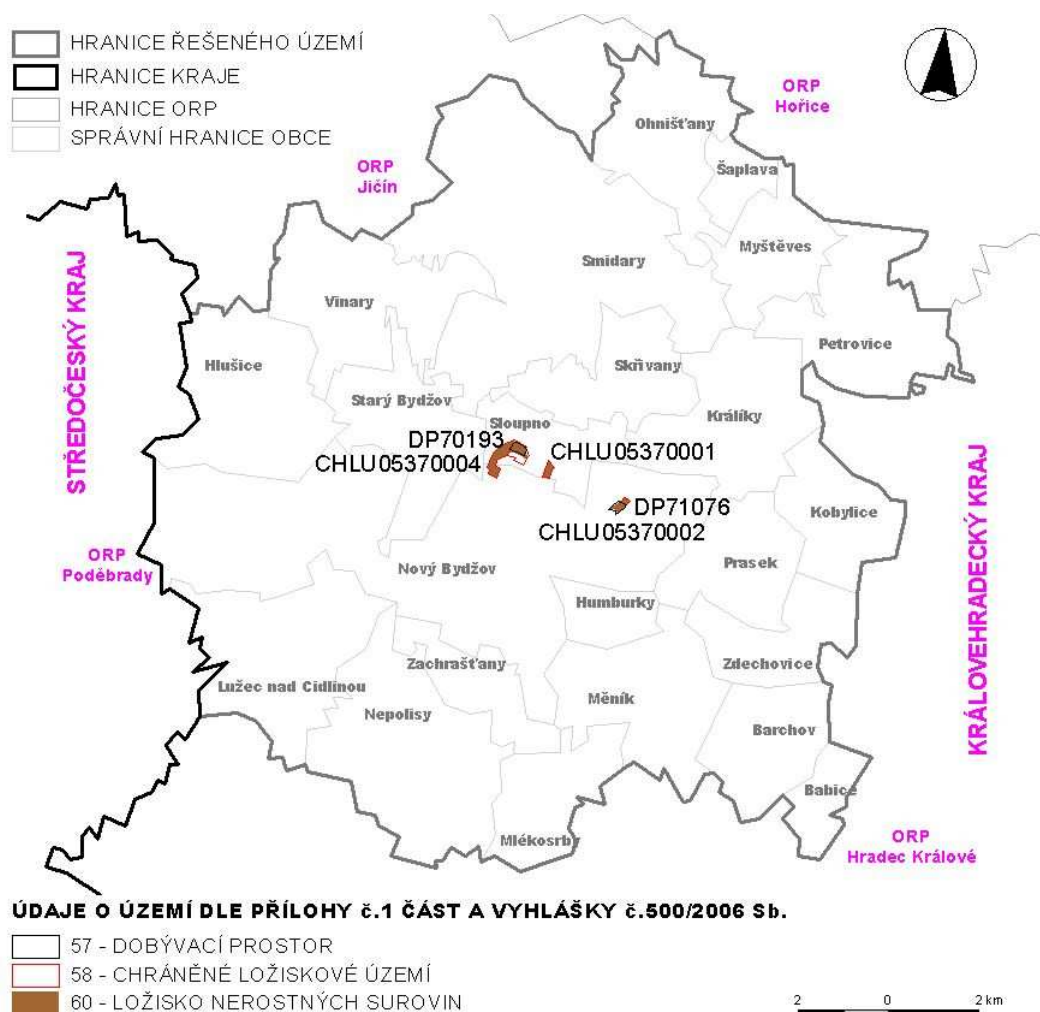 HRANICE ŘEŠENÉHO ÚZEMÍ
HRANICE KRAJE
HRANICE ORP
SPRÁVNÍ HRANICE OBCE
ORP
Hořice
Ohnišťany
ORP
Jičín
Šaplava
Myštěves
Smidary
Vinary
STŘEDOČESKÝ KRAJ
Petrovice
Hlušice
Skřivany
Starý Bydžov
Králíky
Sloupno
DP70193
CHLU05370004
CHLU05370001
DP71076
CHLU05370002
Kobylice
KRÁLOVEHRADECKÝ KRAJ
ORP
Poděbrady
Nový Bydžov
Prasek
Humburky
Zachrašťany
Zdechovice
Lužec nad Cidlinou
Nepolisy
Měník
Barchov
Babice
Mlékosrby
ORP
Hradec Králové
ÚDAJE O ÚZEMÍ DLE PŘÍLOHY č.1 ČÁST A VYHLÁŠKY č.500/2006 Sb.
57 - DOBÝVACÍ PROSTOR
58 - CHRÁNĚNÉ LOŽISKOVÉ ÚZEMÍ
60 - LOŽISKO NEROSTNÝCH SUROVIN
2 0 2 km